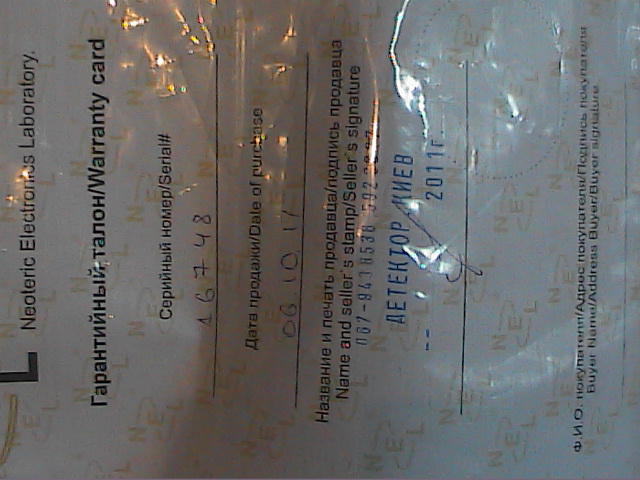 Neoteric Electronics Laboratory.
Гарантийный талон/Warranty card
Серийный номер/Serial#
16748
Дата продажи/Date of purchase
06 10 11
Название и печать продавца/подпись продавца
Name and seller's stamp/Seller's signature
ДЕТЕКТОР КИЕВ
2011г.
Ф.И.О. покупателя/Адрес покупателя/Подпись покупателя
Buyer Name/Address Buyer/Buyer signature